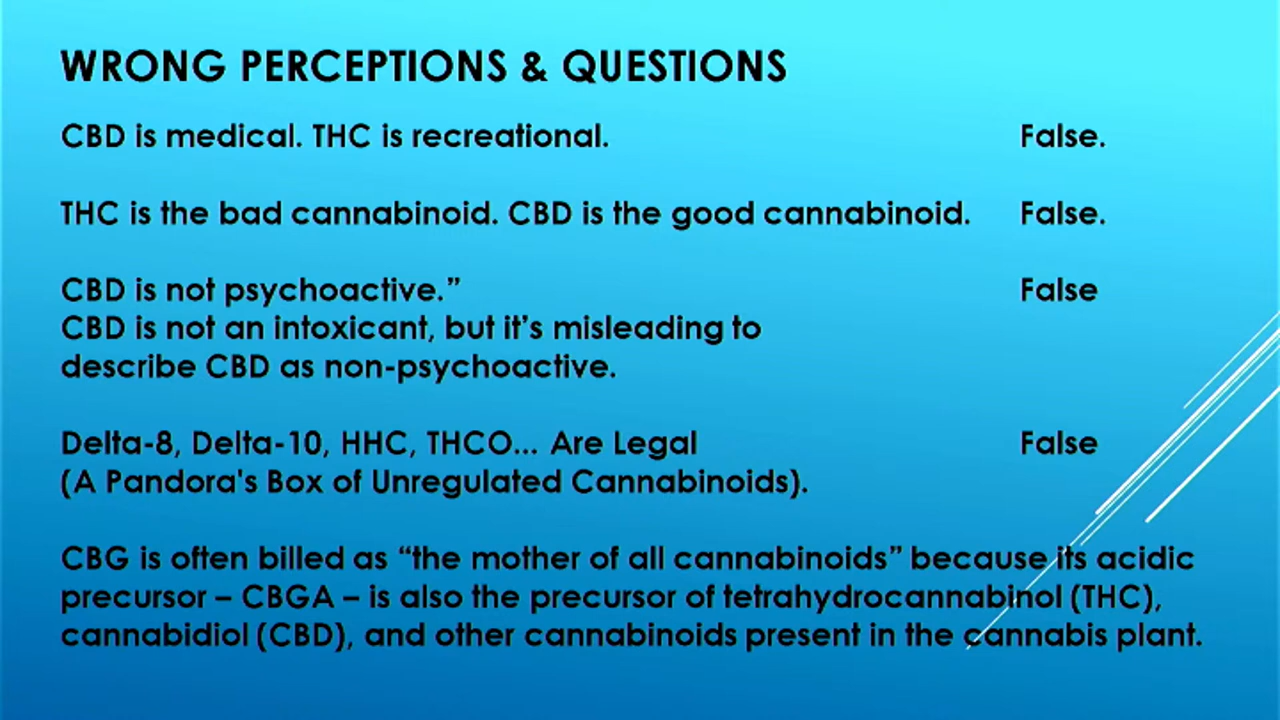 WRONG PERCEPTIONS & QUESTIONS
CBD is medical. THC is recreational. False.
THC is the bad cannabinoid. CBD is the good cannabinoid. False.
CBD is not psychoactive.” False
CBD is not an intoxicant, but it’s misleading to
describe CBD as non-psychoactive.
Delta-8, Delta-10, HHC, THCO... Are Legal False
(A Pandora's Box of Unregulated Cannabinoids).
CBG is often billed as “the mother of all cannabinoids” because its acidic
precursor – CBGA – is also the precursor of tetrahydrocannabinol (THC),
cannabidiol (CBD), and other cannabinoids present in the cannabis plant.